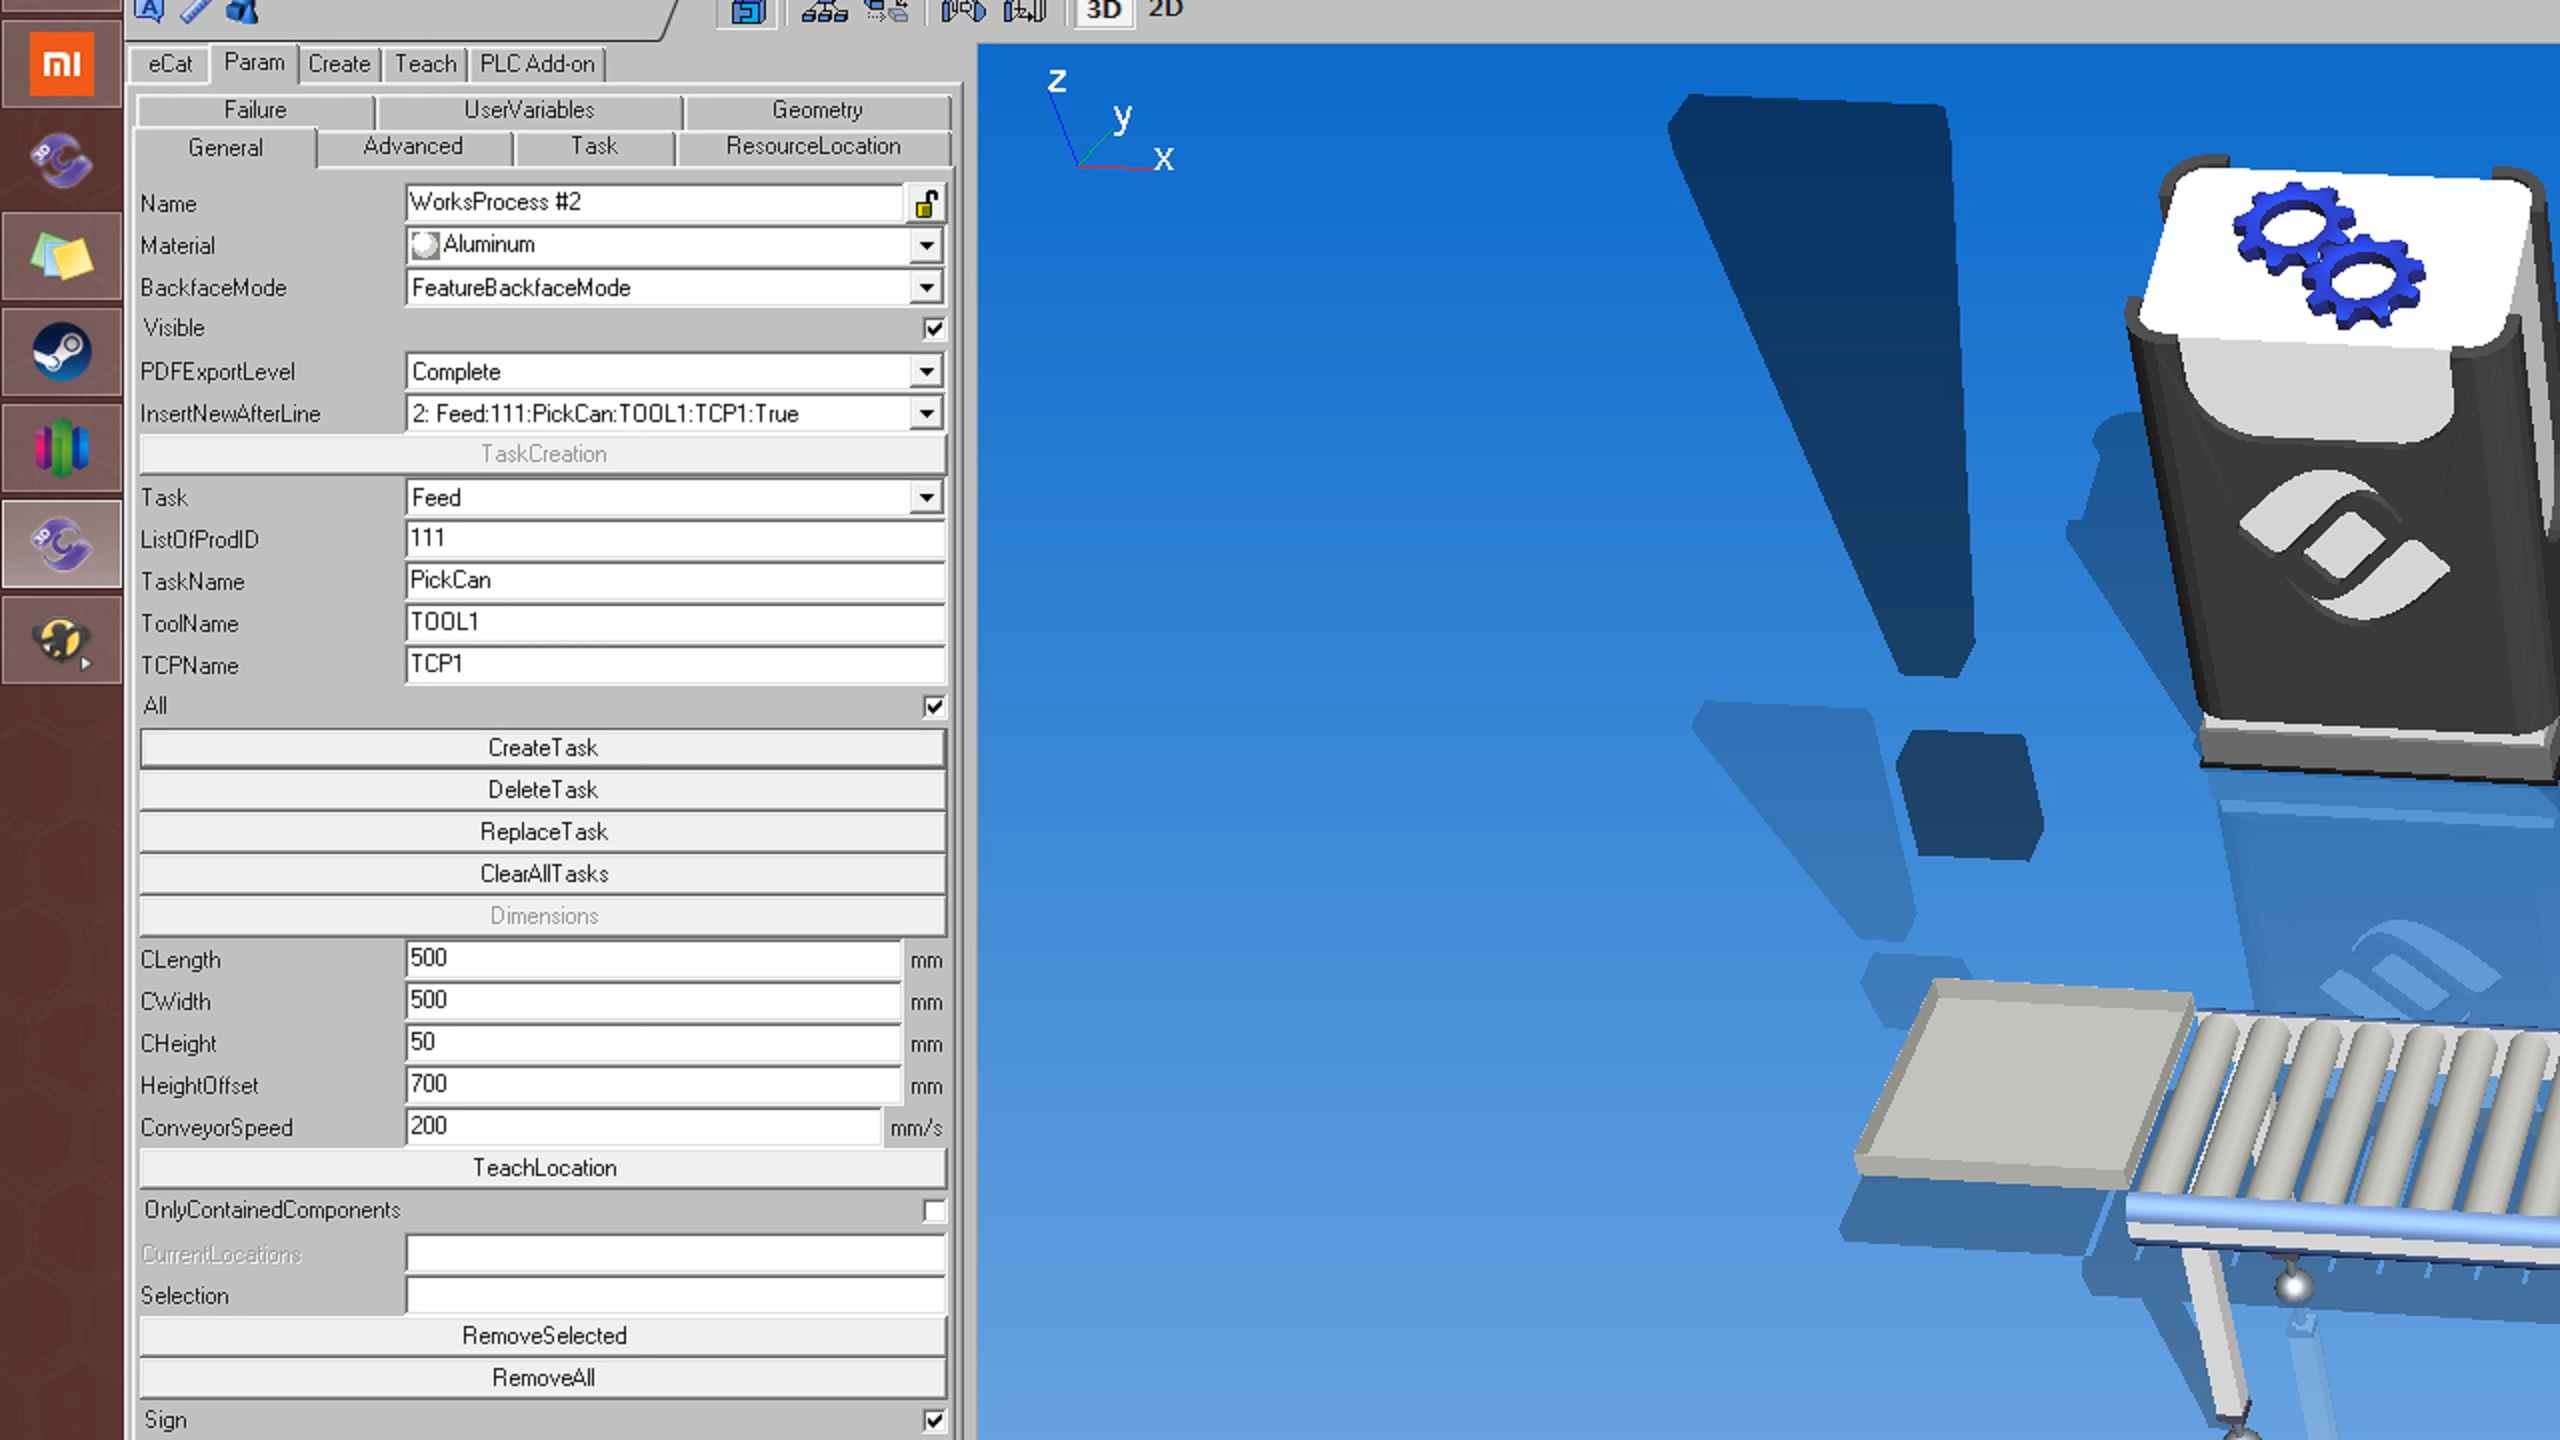 3D 2D
mi
eCat Param Create Teach PLC Add-on
Failure UserVariables Geometry
General Advanced Task ResourceLocation
Name WorksProcess #2
Material Aluminum
BackfaceMode FeatureBackfaceMode
Visible
PDFExportLevel Complete
InsertNewAfterLine 2: Feed:111:PickCan:TOOL1:TCP1:True
TaskCreation
Task Feed
ListOfProdID 111
TaskName PickCan
ToolName TOOL1
TCPName TCP1
All
CreateTask
DeleteTask
ReplaceTask
ClearAllTasks
Dimensions
CLength 500 mm
CWidth 500 mm
CHeight 50 mm
HeightOffset 700 mm
ConveyorSpeed 200 mm/s
TeachLocation
OnlyContainedComponents
CurrentLocations
Selection
RemoveSelected
RemoveAll
Sign
z
y
x